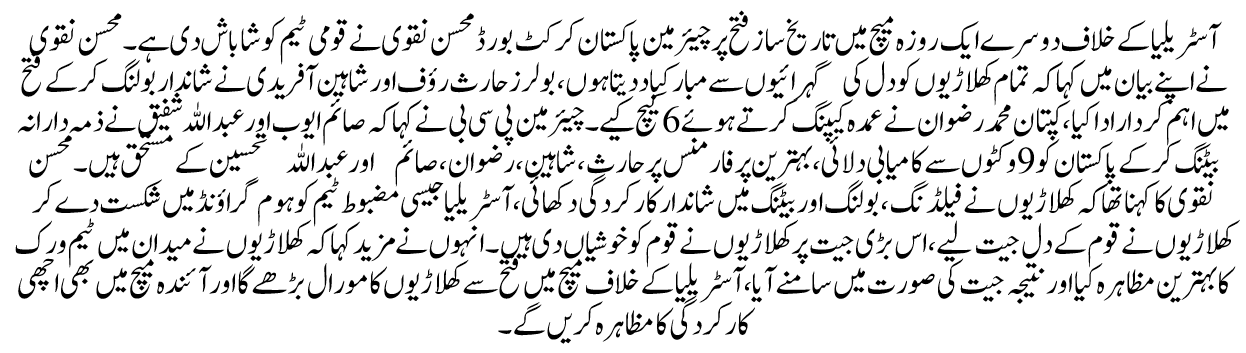 آسٹریلیا کے خلاف دوسرے ایک روزہ میچ میں تاریخ ساز فتح پر چیئرمین پاکستان کرکٹ بورڈ محسن نقوی نے قومی ٹیم کو شاباش دی ہے۔ محسن نقوی
نے اپنے بیان میں کہا کہ تمام کھلاڑیوں کو دل کی گہرائیوں سے مبارکباد دیتا ہوں، بولرز حارث رؤف اور شاہین آفریدی نے شاندار بولنگ کرکے فتح
میں اہم کردار ادا کیا، کپتان محمد رضوان نے عمدہ کیپنگ کرتے ہوئے 6 کیچ کیے۔ چیئرمین پی سی بی نے کہا کہ صائم ایوب اور عبداللہ شفیق نے ذمہ دارانہ
بیٹنگ کرکے پاکستان کو 9 وکٹوں سے کامیابی دلائی، بہترین پرفارمنس پر حارث، شاہین، رضوان، صائم اور عبداللہ تحسین کے مستحق ہیں۔ محسن
نقوی کا کہنا تھا کہ کھلاڑیوں نے فیلڈنگ، بولنگ اور بیٹنگ میں شاندار کارکردگی دکھائی، آسٹریلیا جیسی مضبوط ٹیم کو ہوم گراؤنڈ میں شکست دے کر
کھلاڑیوں نے قوم کے دل جیت لیے، اس بڑی جیت پر کھلاڑیوں نے قوم کو خوشیاں دی ہیں۔ انہوں نے مزید کہا کہ کھلاڑیوں نے میدان میں ٹیم ورک
کا بہترین مظاہرہ کیا اور نتیجہ جیت کی صورت میں سامنے آیا، آسٹریلیا کے خلاف میچ میں فتح سے کھلاڑیوں کا مورال بڑھے گا اور آئندہ میچ میں بھی اچھی
کارکردگی کا مظاہرہ کریں گے۔